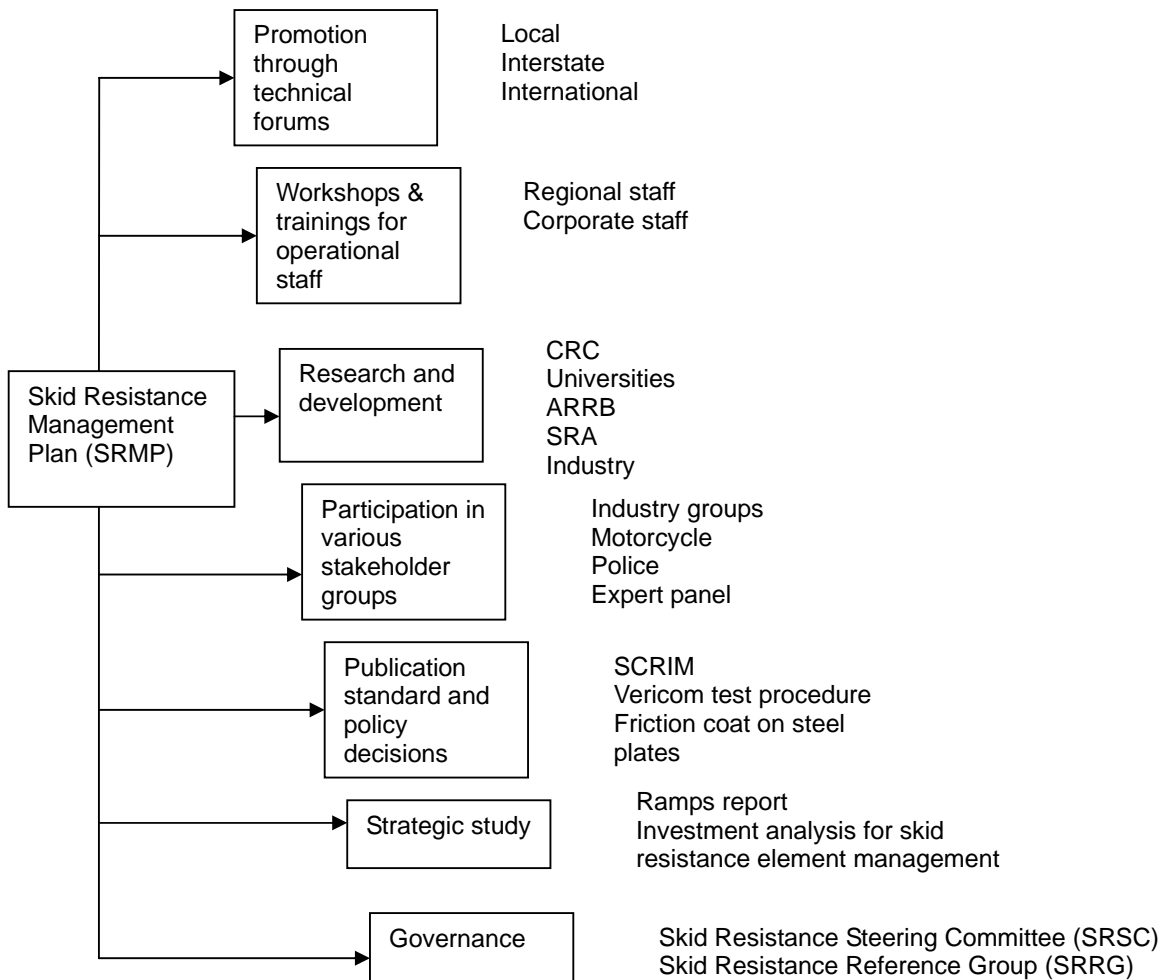 Promotion
through
technical
forums
Local
Interstate
International
Workshops &
trainings for
operational
staff
Regional staff
Corporate staff
Skid Resistance
Management
Plan (SRMP)
Research and
development
CRC
Universities
ARRB
SRA
Industry
Participation in
various
stakeholder
groups
Industry groups
Motorcycle
Police
Expert panel
Publication
standard and
policy
decisions
SCRIM
Vericom test procedure
Friction coat on steel
plates
Strategic study
Ramps report
Investment analysis for skid
resistance element management
Governance
Skid Resistance Steering Committee (SRSC)
Skid Resistance Reference Group (SRRG)